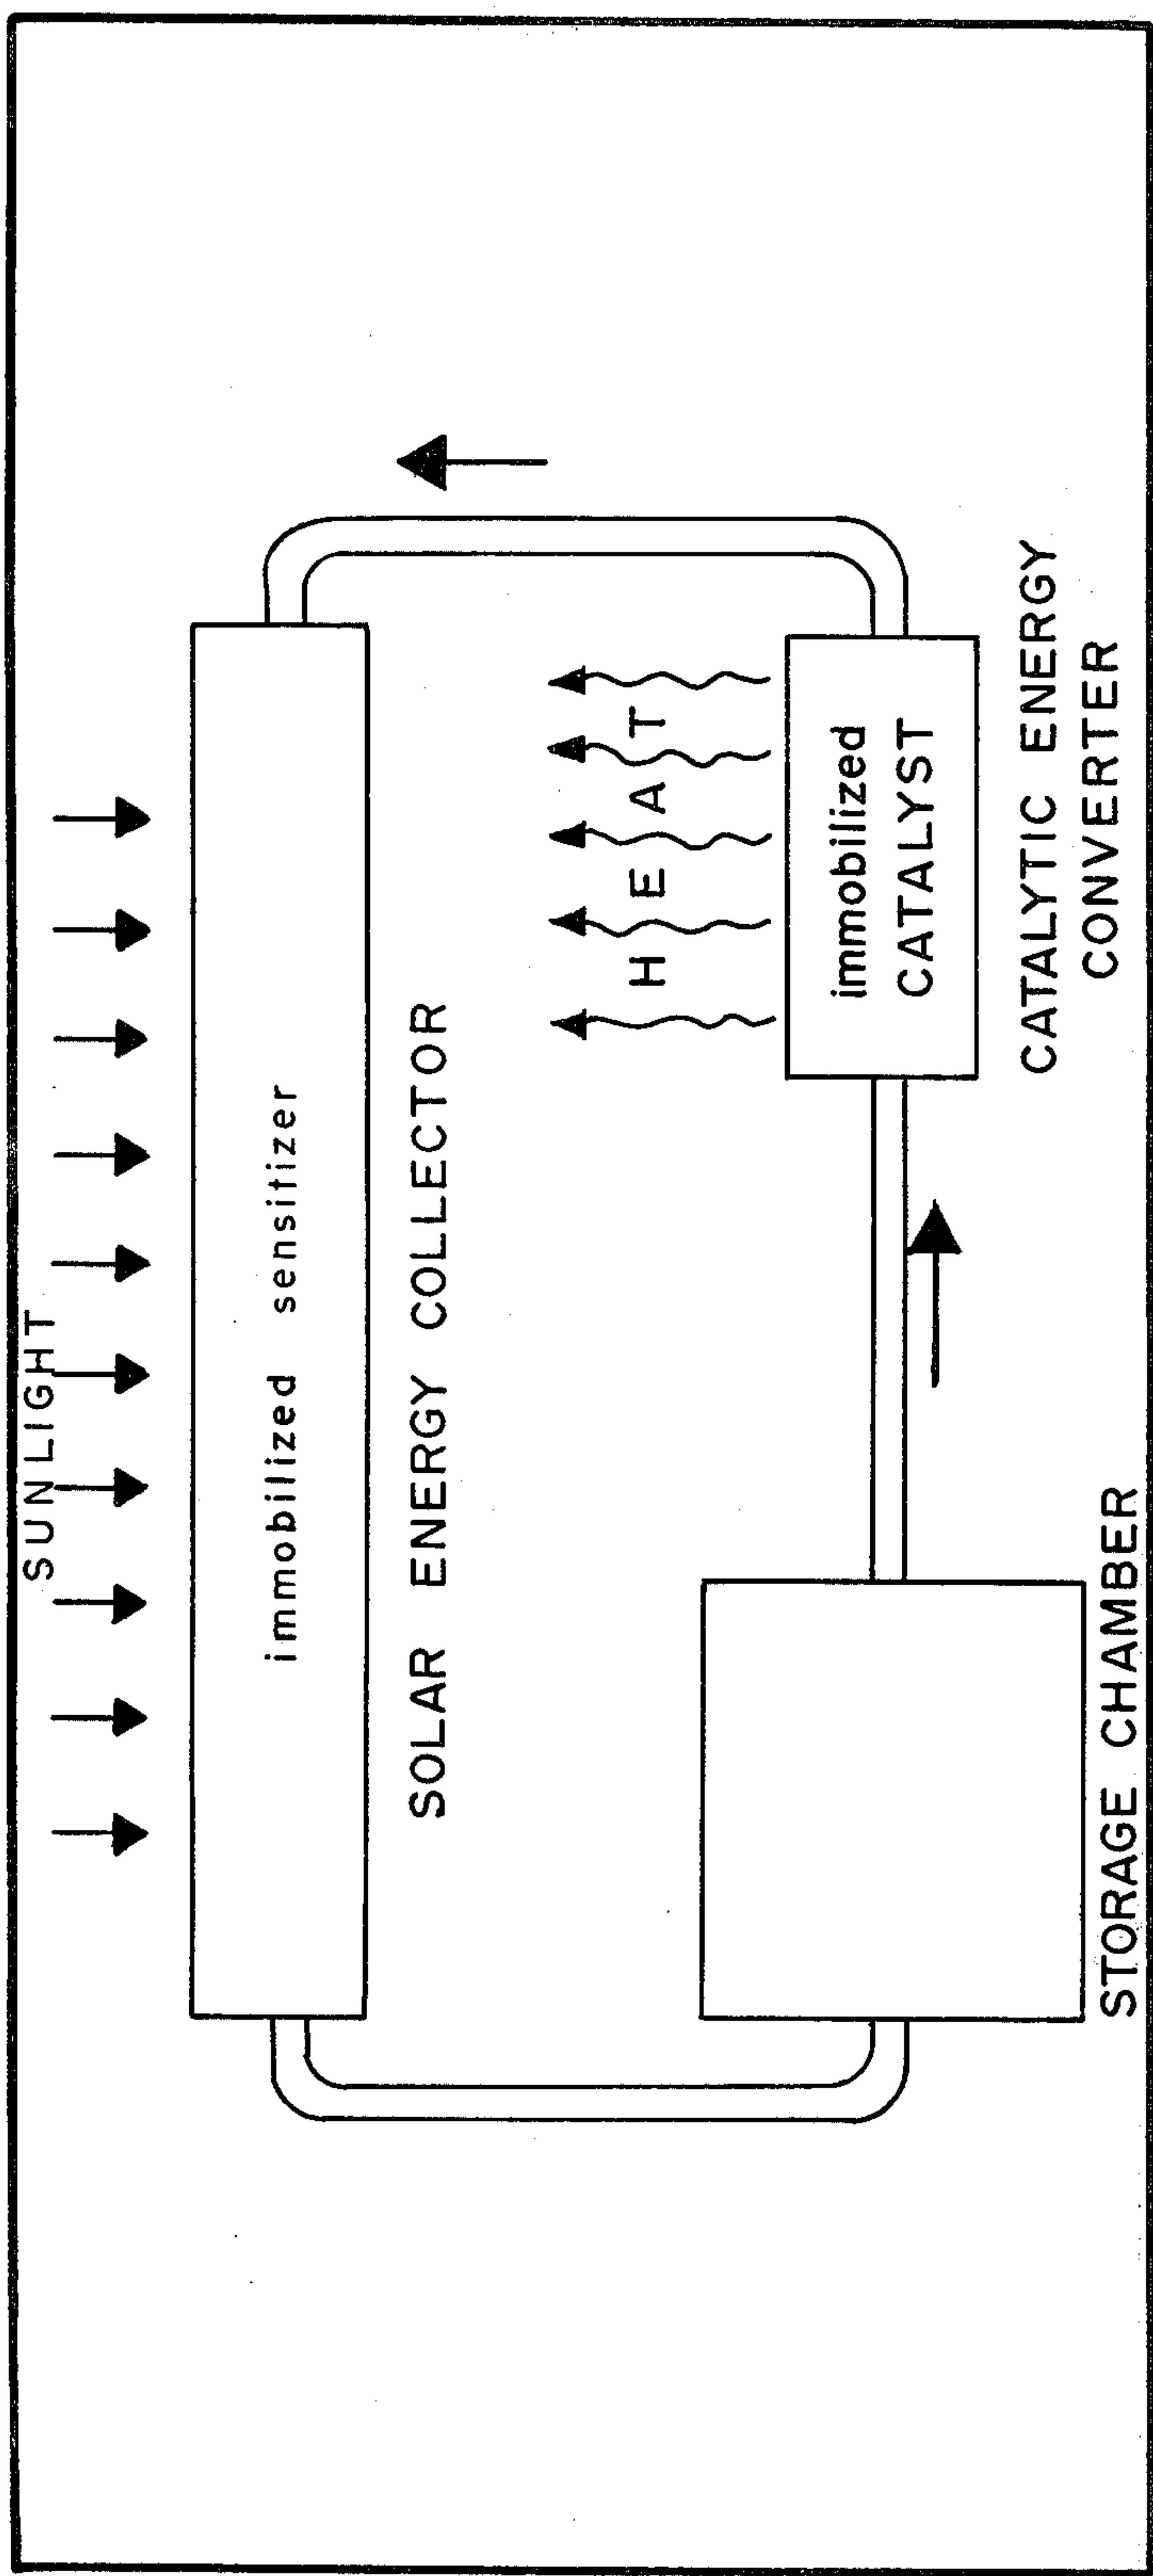 SUNLIGHT
immobilized sensitizer
SOLAR ENERGY COLLECTOR
HEAT
immobilized
CATALYST
CATALYTIC ENERGY
CONVERTER
STORAGE CHAMBER